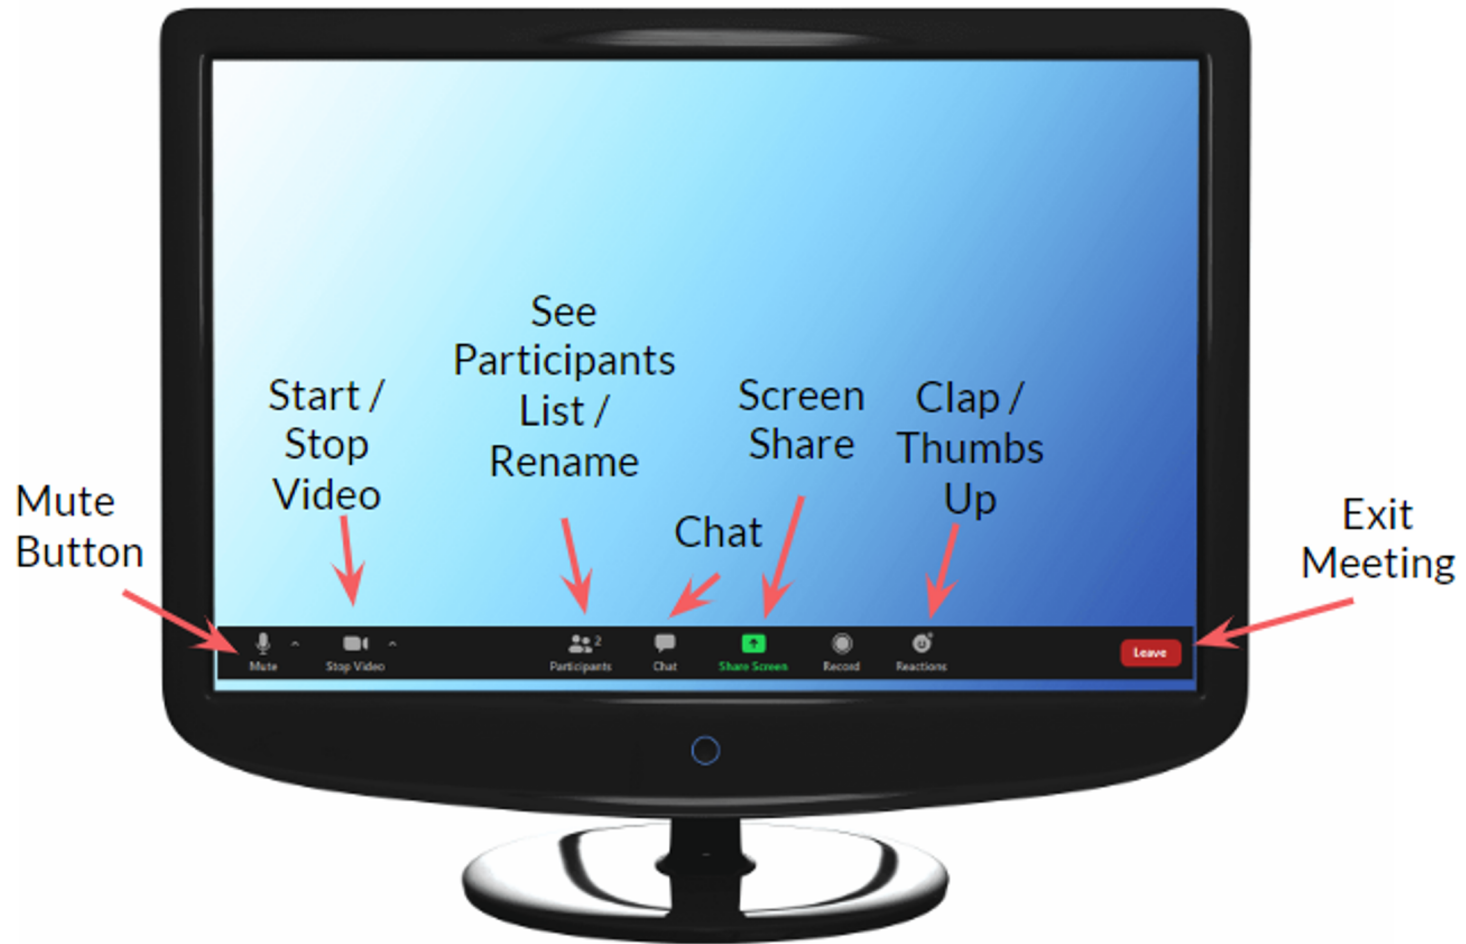 See
Participants
List /
Rename
Start /
Stop
Video
Screen
Share
Clap /
Thumbs
Up
Mute
Button
Chat
Exit
Meeting
Mute
Stop Video
2
Participants
Chat
Share Screen
Record
Reactions
Leave